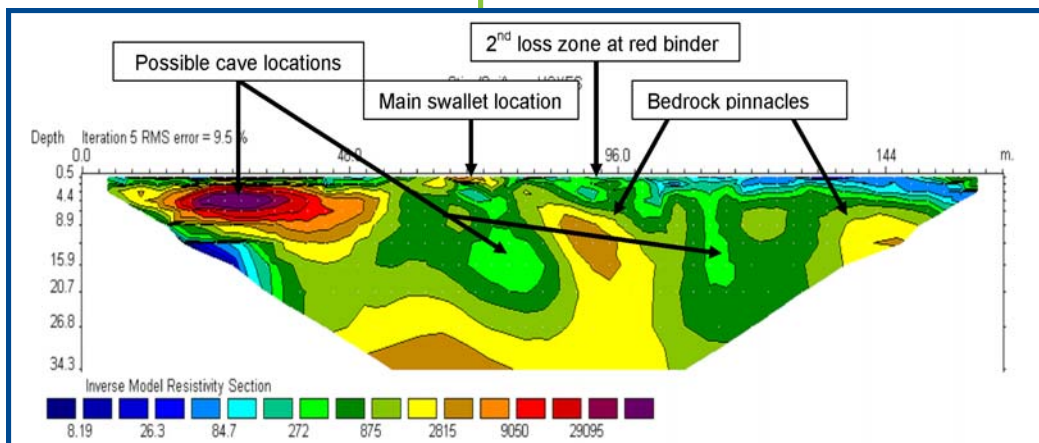 2nd loss zone at red binder
Possible cave locations
Main swallet location
Bedrock pinnacles
Depth Iteration 5 RMS error = 9.5 %
0.0 48.0 96.0 144 m.
0.5
4.4
8.9
15.9
20.7
26.8
34.3
Inverse Model Resistivity Section
8.19 26.3 84.7 272 875 2815 9050 29095